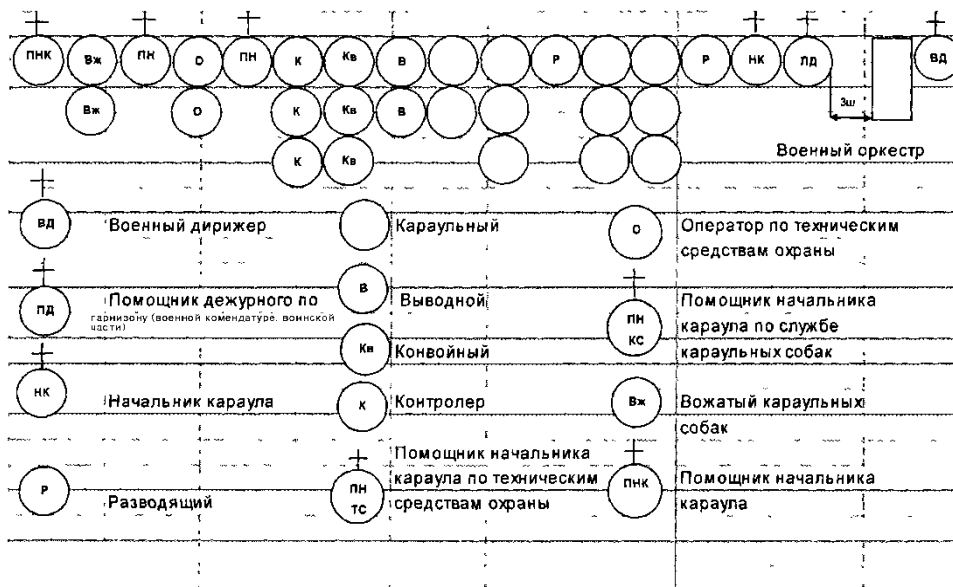 ПНК Вж ПН О ПН К Кв В Р Р НК ПД ВД
Вж О К Кв В 3ш
К Кв
Военный оркестр
ВД Военный дирижер
Караульный
О Оператор по техническим
средствам охраны
ПД Помощник дежурного по
гарнизону (военной комендатуре, воинской
части)
В Выводной
ПН
КС
Помощник начальника
караула по службе
караульных собак
Кв Конвойный
НК Начальник караула
К Контролер
Вж Вожатый караульных
собак
Р Разводящий
ПН
ТС
Помощник начальника
караула по техническим
средствам охраны
ПНК Помощник начальника
караула